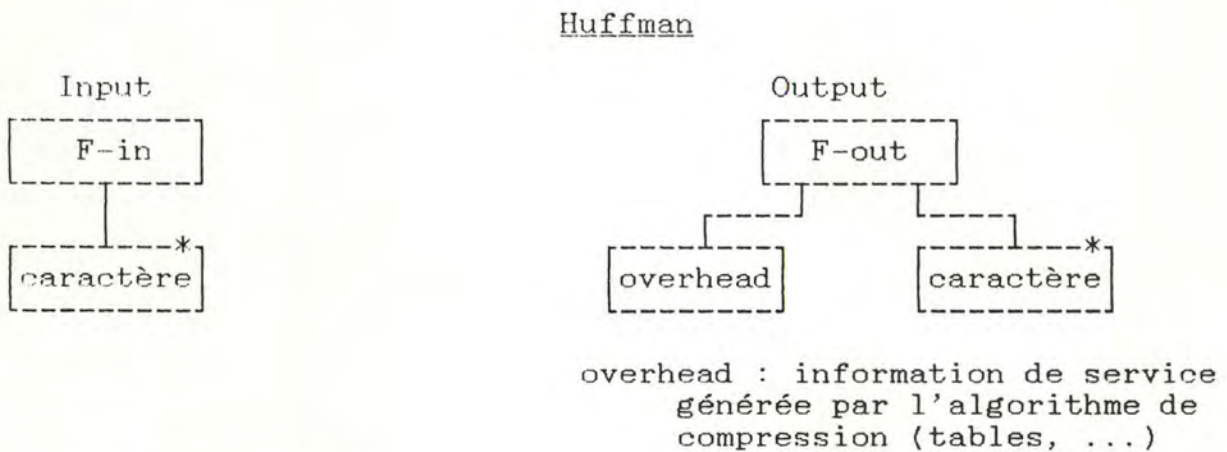 Huffman
Input
Output
F-in
F-out
*
caractère
overhead
*
caractère
overhead : information de service
générée par l'algorithme de
compression (tables, ...)